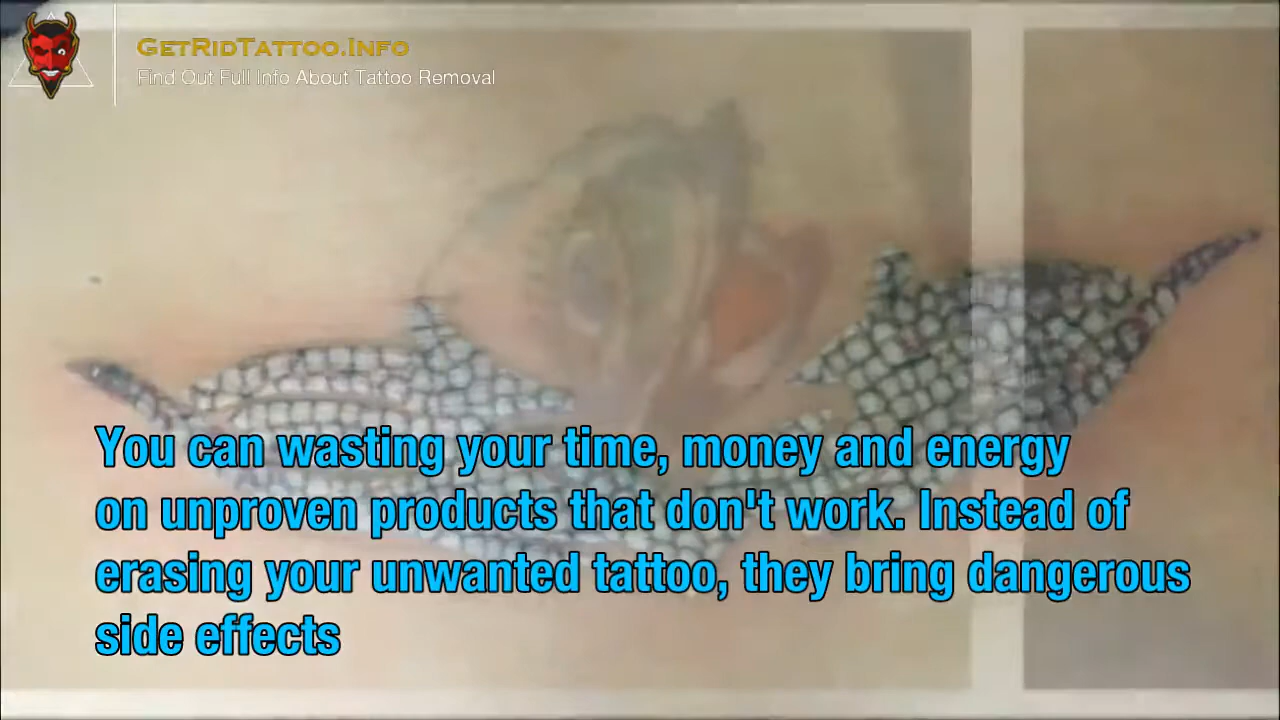 GetRidTattoo.Info
Find Out Full Info About Tattoo Removal
You can wasting your time, money and energy
on unproven products that don't work. Instead of
erasing your unwanted tattoo, they bring dangerous
side effects